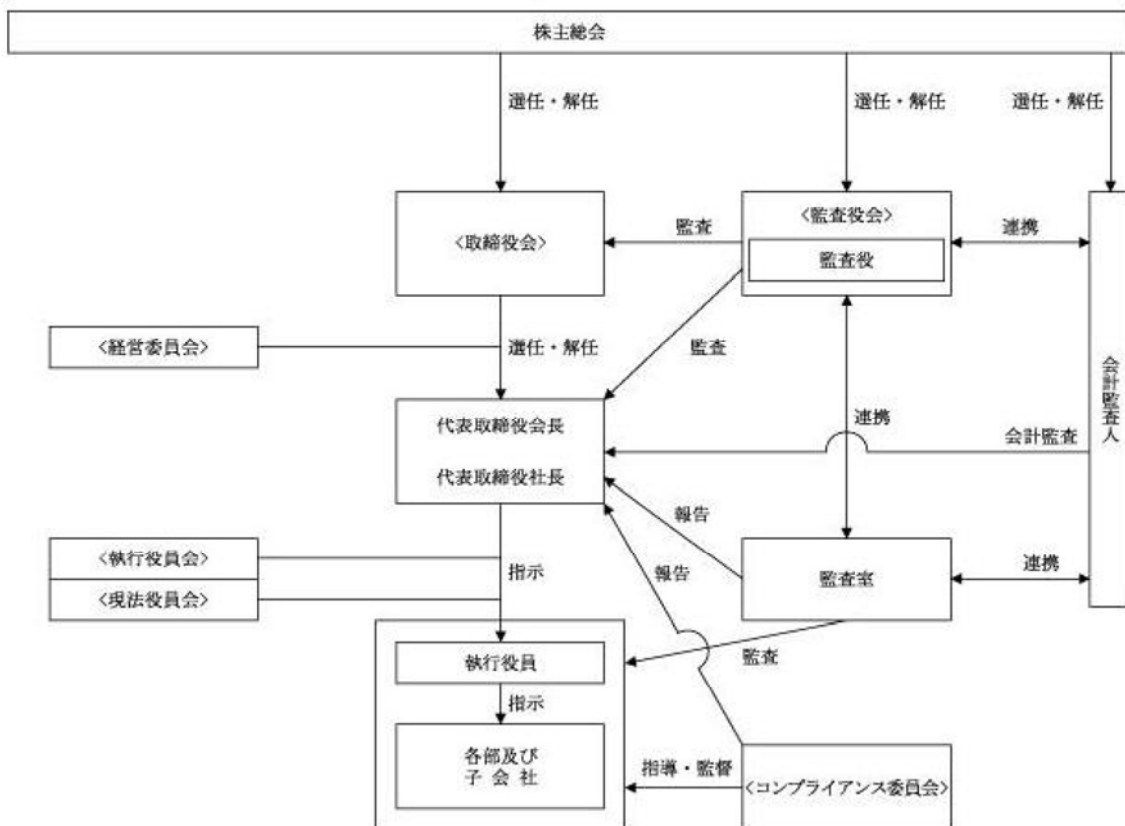 株主総会
選任・解任
選任・解任
選任・解任
<取締役会>
監査
<監査役会>
監査役
連携
<経営委員会>
選任・解任
監査
会計監査人
代表取締役会長
代表取締役社長
連携
会計監査
報告
<執行役員会>
<現法役員会>
指示
報告
監査室
連携
執行役員
監査
指示
各部及び
子会社
指導・監督
<コンプライアンス委員会>